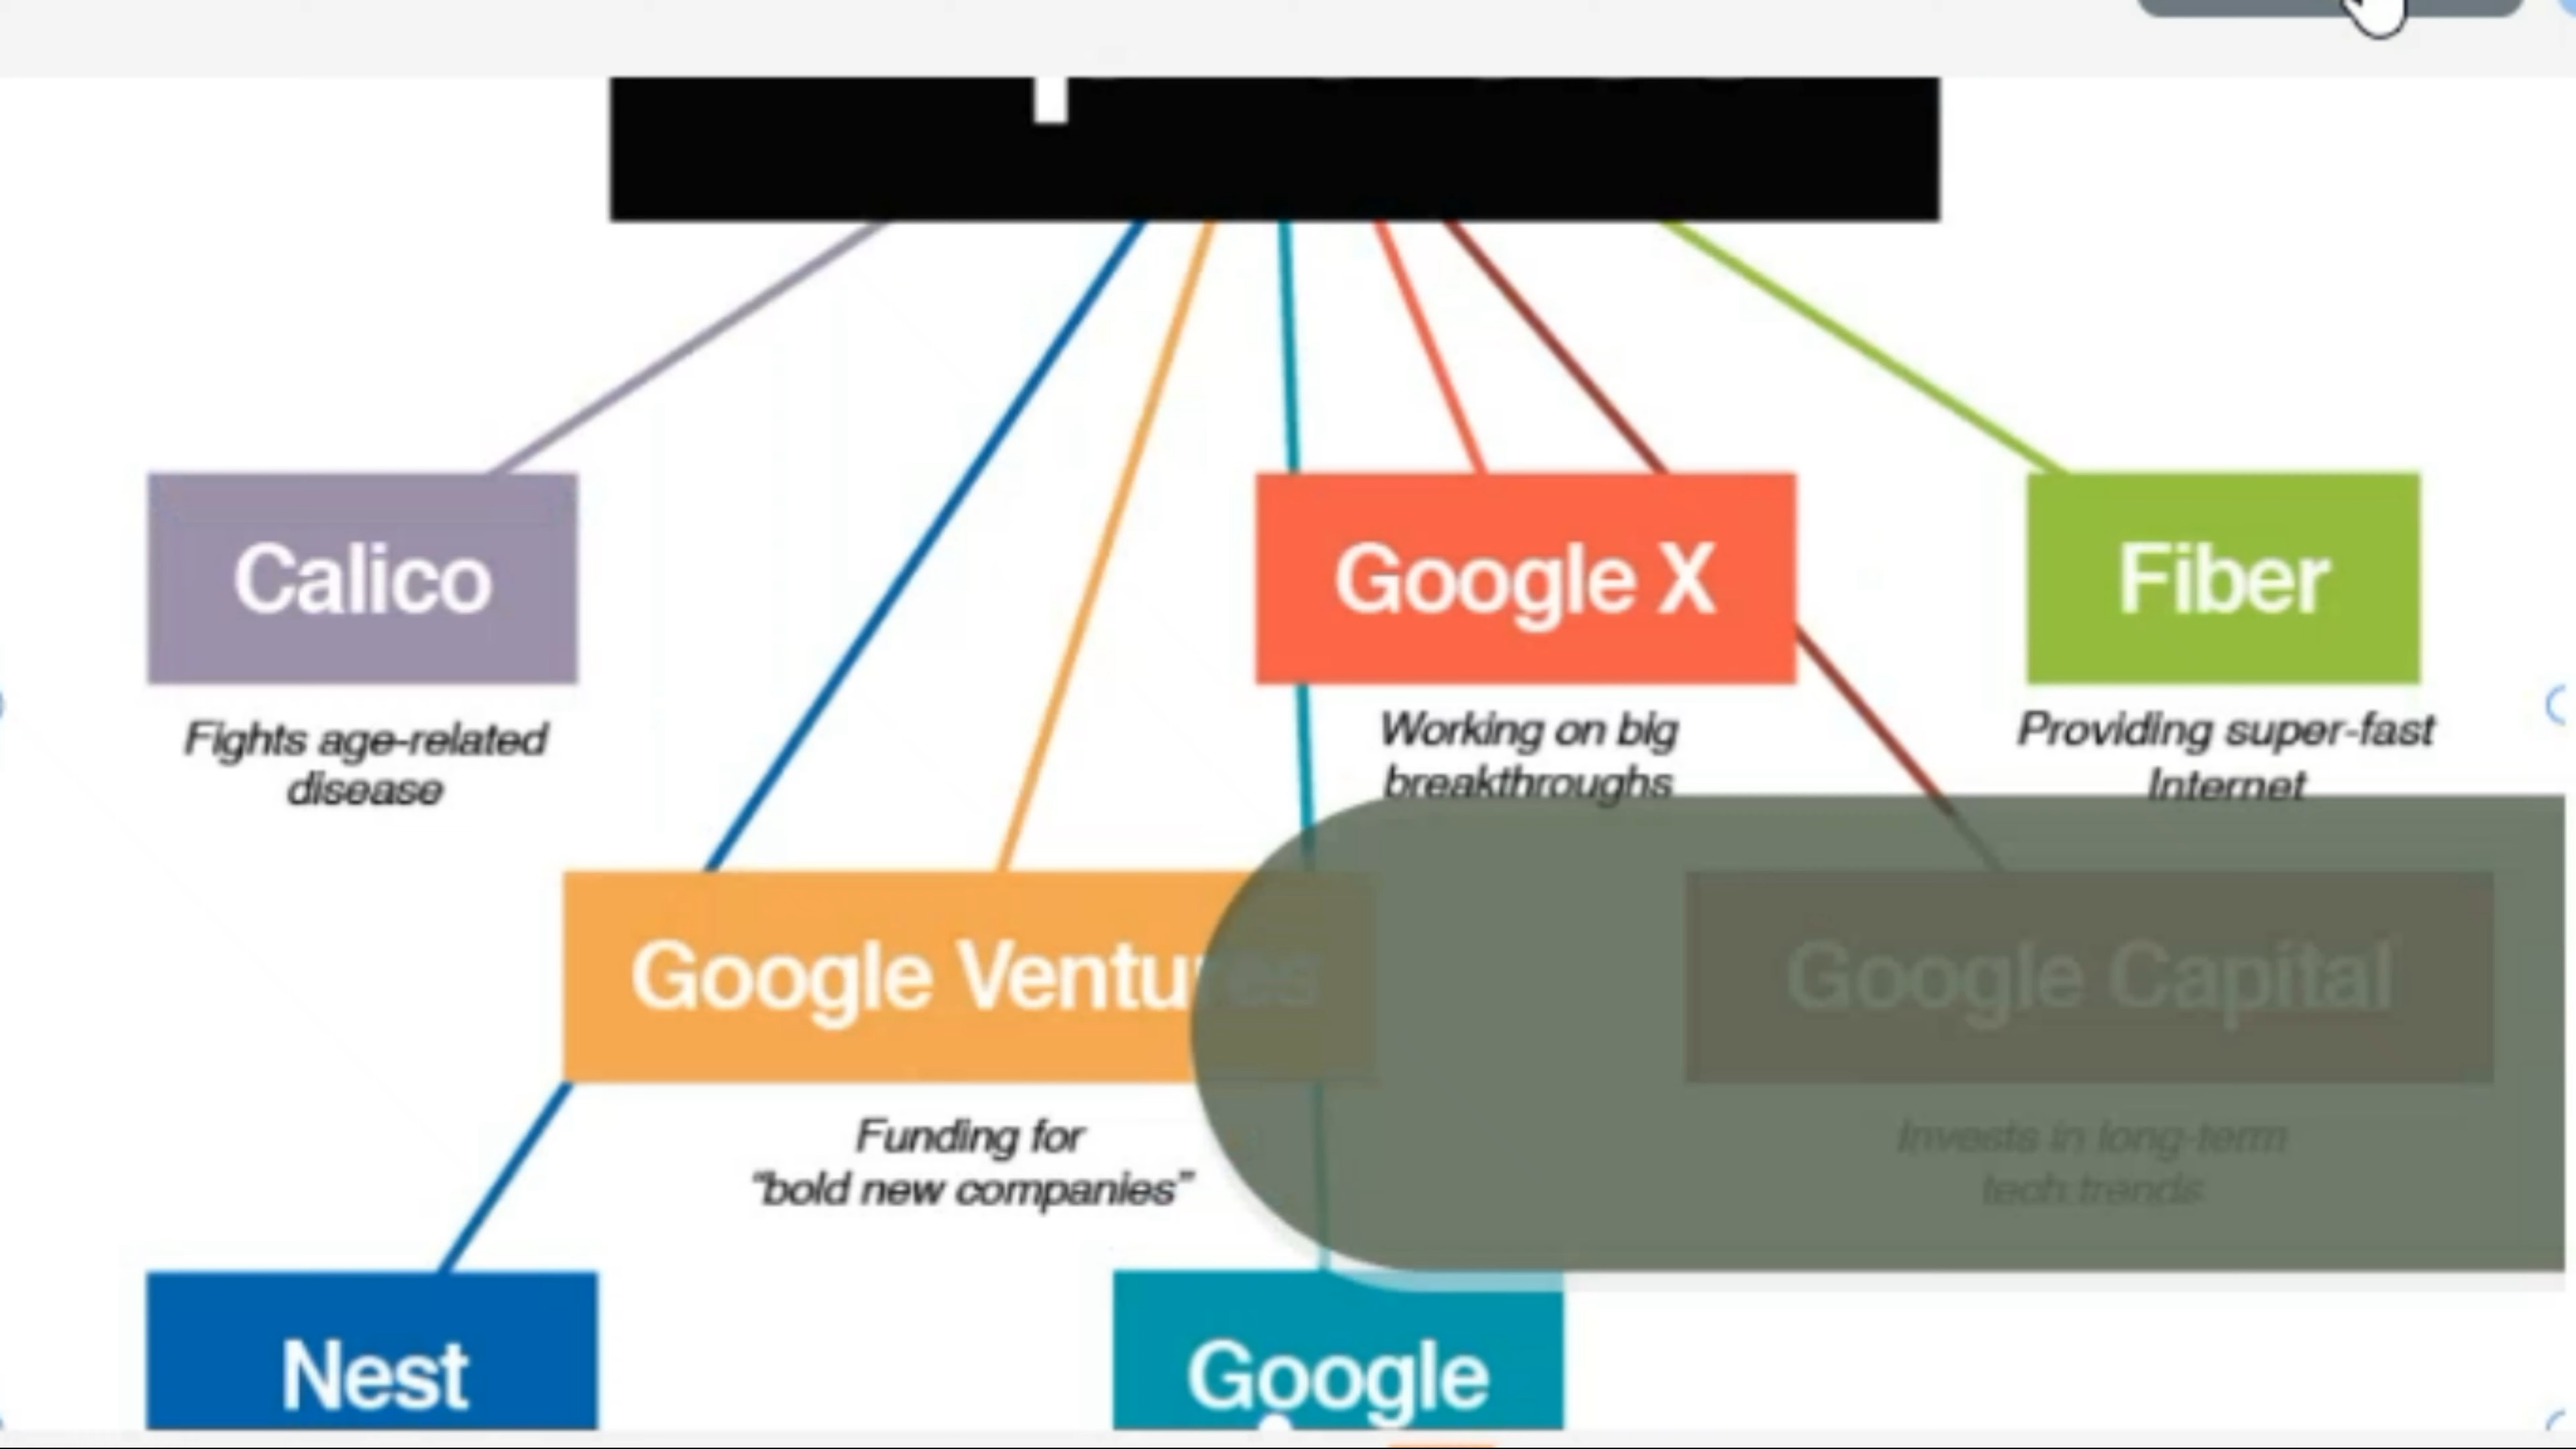 Calico
Google X
Fiber
Fights age-related
disease
Working on big
breakthroughs
Providing super-fast
Internet
Google Ventures
Google Capital
Funding for
"bold new companies"
Invests in long-term
tech trends
Nest
Google